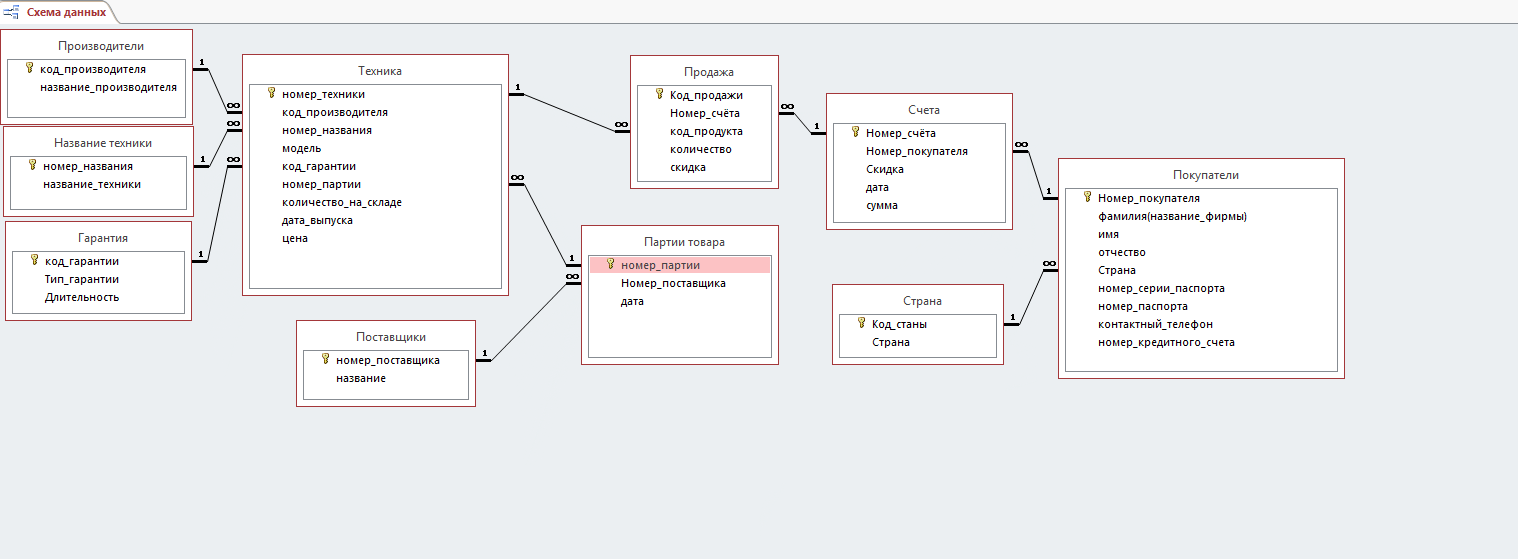 Схема данных
Производители
код_производителя
название_производителя
Название техники
номер_названия
название_техники
Гарантия
код_гарантии
Тип_гарантии
Длительность
Техника
номер_техники
код_производителя
номер_названия
модель
код_гарантии
номер_партии
количество_на_складе
дата_выпуска
цена
Поставщики
номер_поставщика
название
Продажа
Код_продажи
Номер_счёта
код_продукта
количество
скидка
Партии товара
номер_партии
Номер_поставщика
дата
Счета
Номер_счёта
Номер_покупателя
Скидка
дата
сумма
Страна
Код_станы
Страна
Покупатели
Номер_покупателя
фамилия(название_фирмы)
имя
отчество
Страна
номер_серии_паспорта
номер_паспорта
контактный_телефон
номер_кредитного_счета
1
∞
1
∞
1
∞
1
∞
∞
1
∞
1
∞
1
∞
1
∞
1